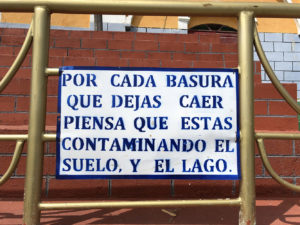 POR CADA BASURA
QUE DEJAS CAER
PIENSA QUE ESTAS
CONTAMINANDO EL
SUELO, Y EL LAGO.